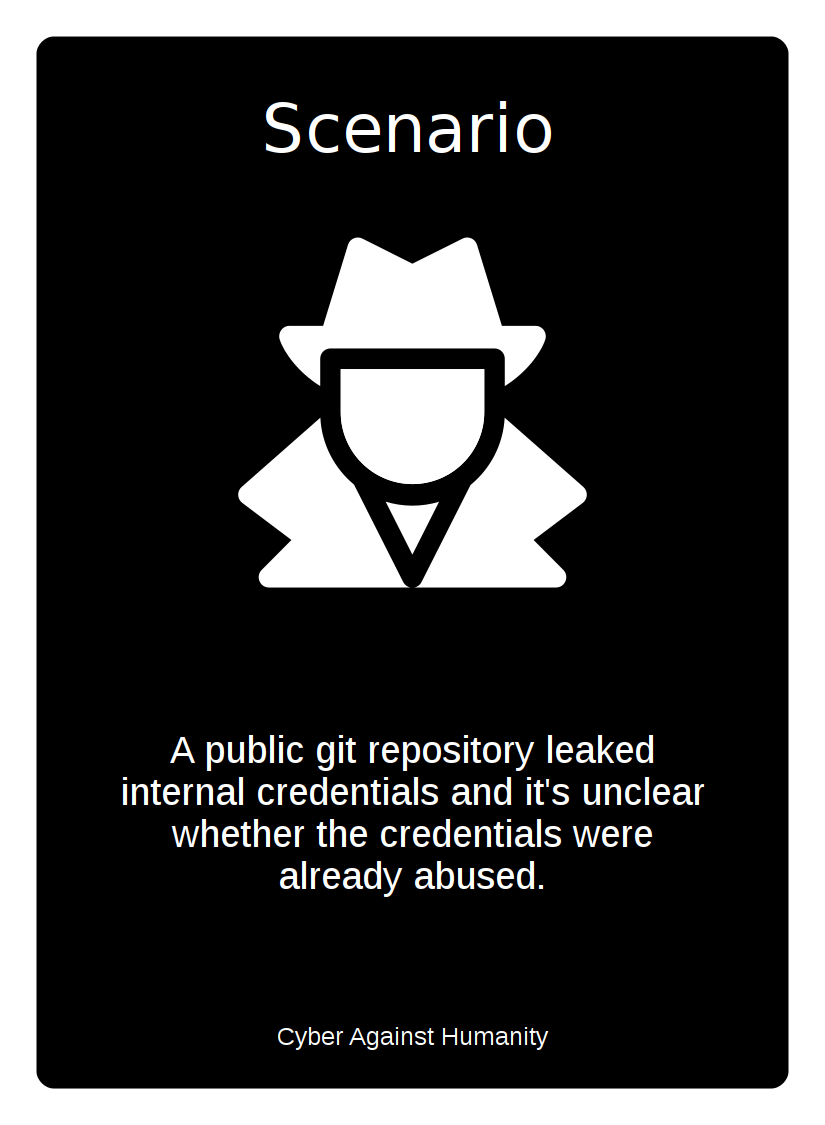 Scenario
A public git repository leaked
internal credentials and it's unclear
whether the credentials were
already abused.
Cyber Against Humanity